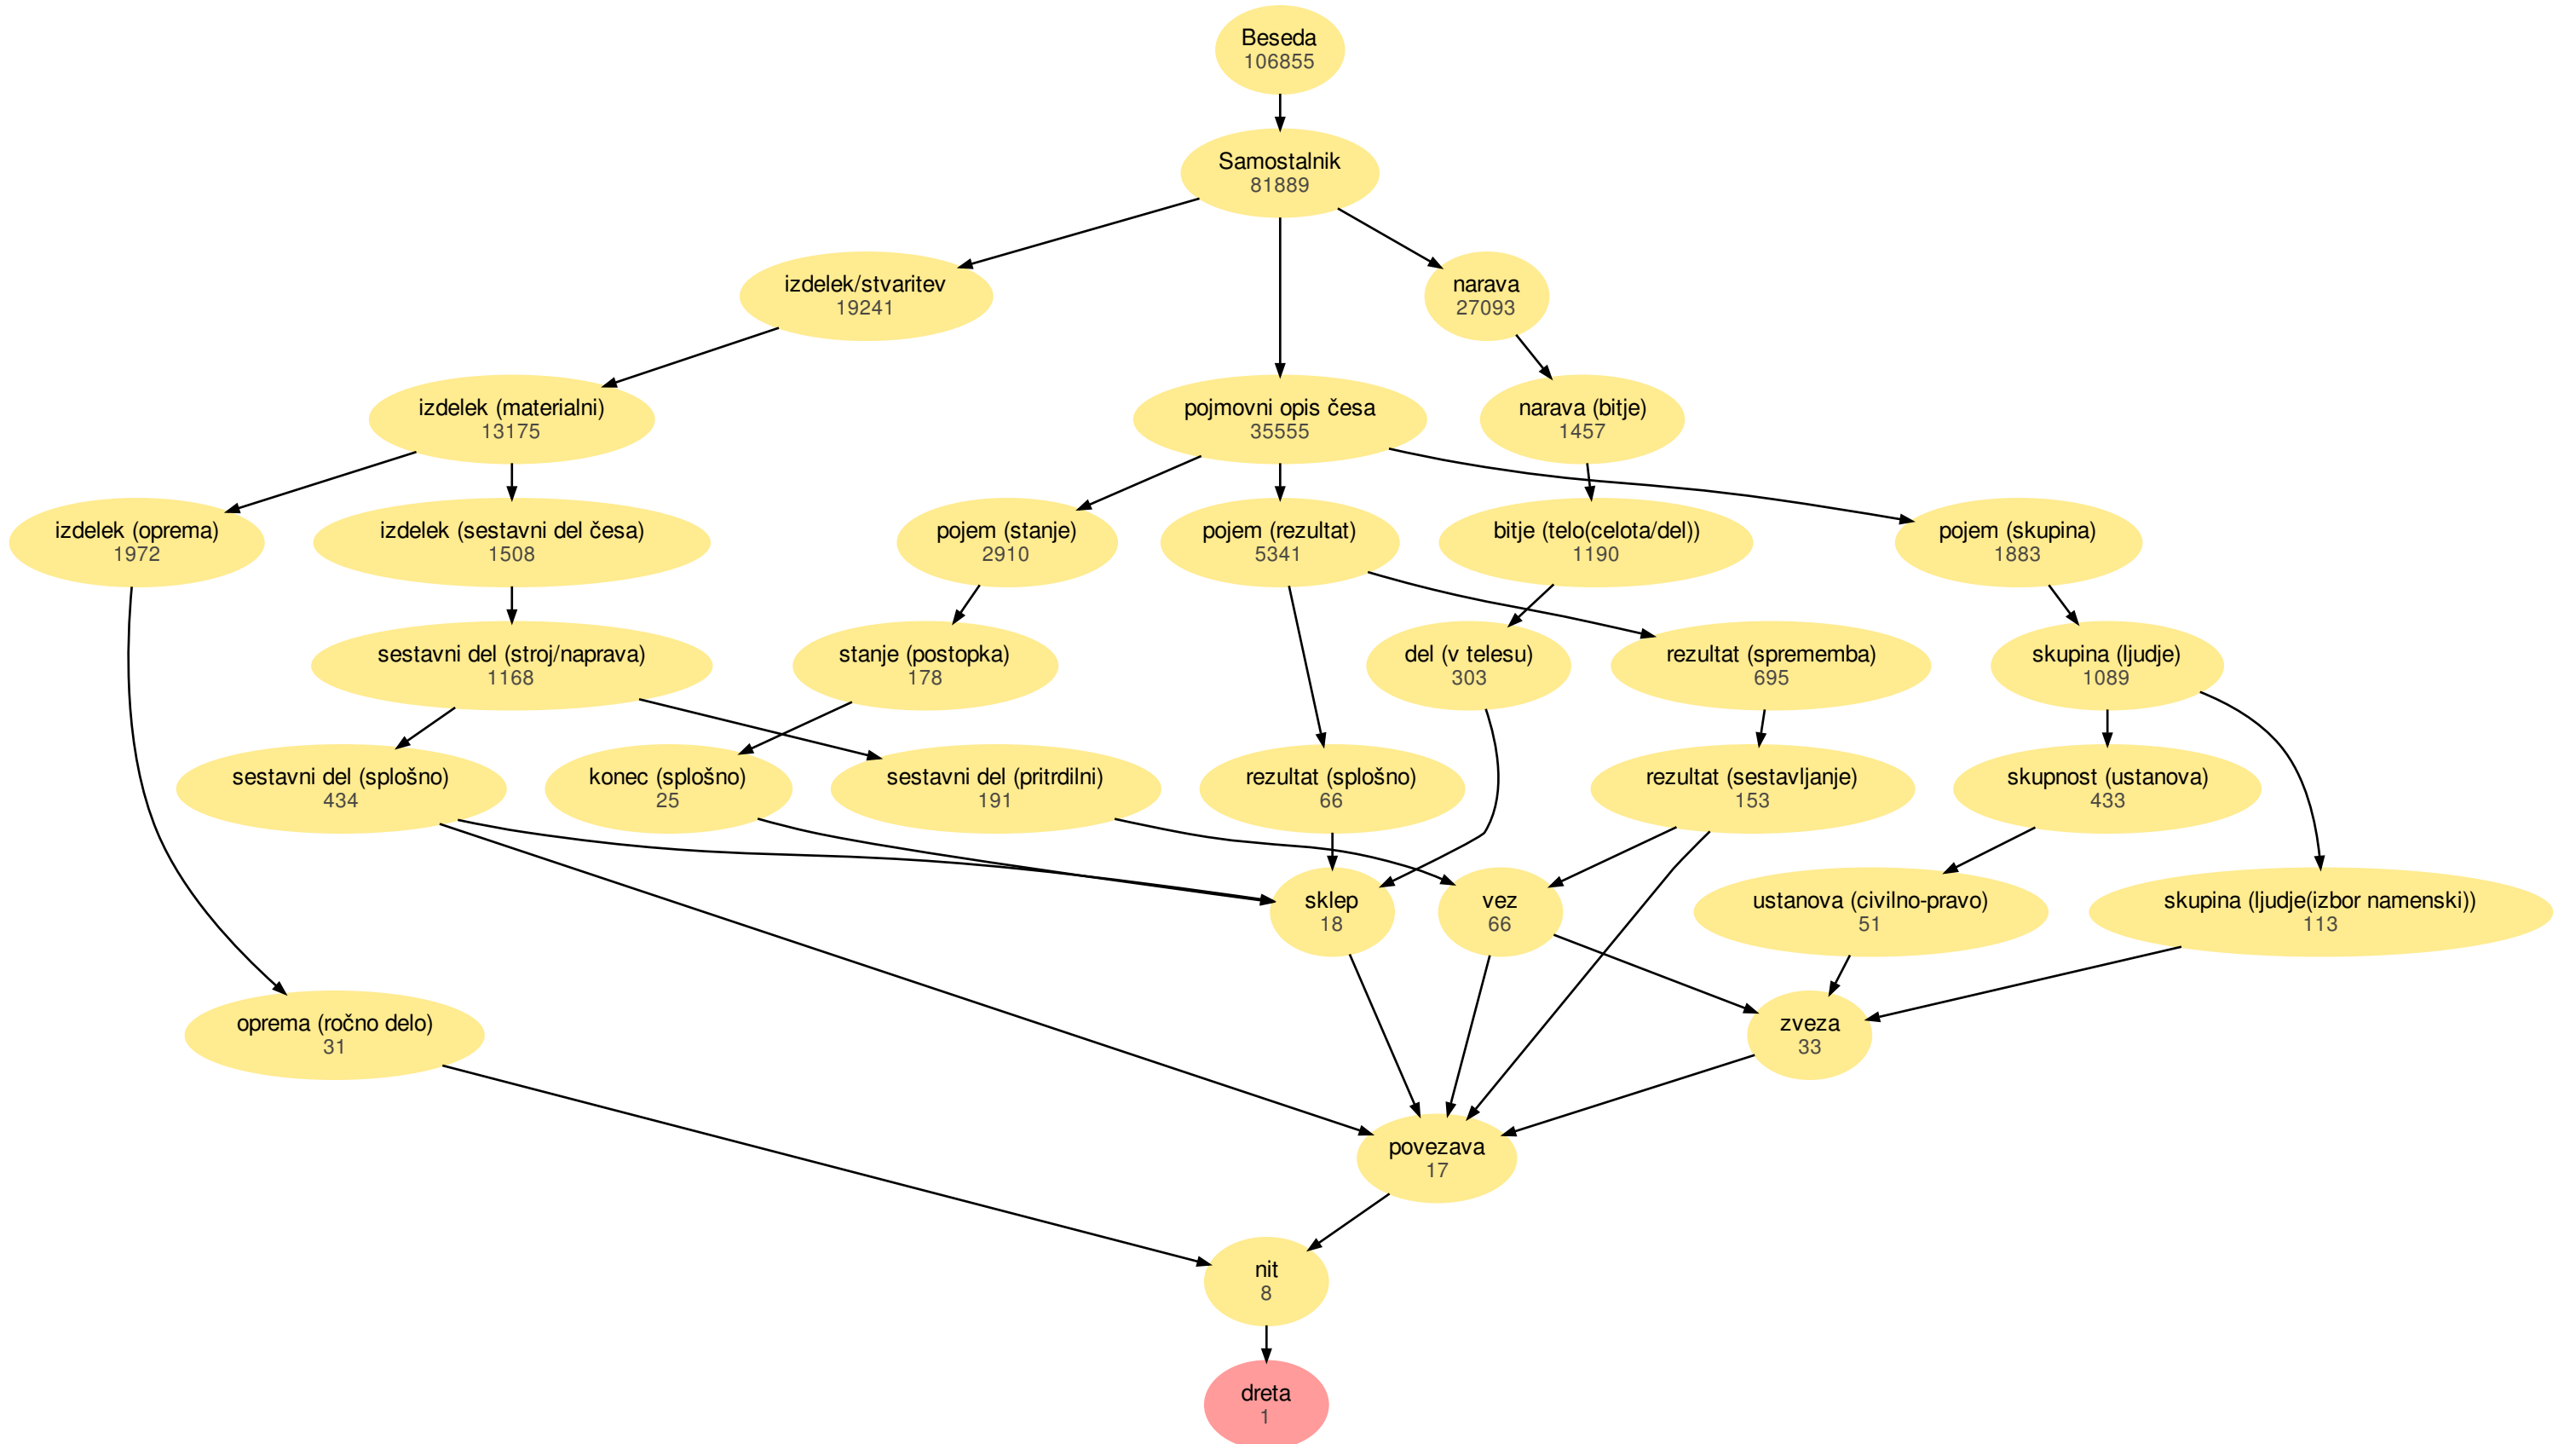 Beseda
106855
Samostalnik
81889
izdelek/stvaritev
19241
narava
27093
izdelek (materialni)
13175
pojmovni opis česa
35555
narava (bitje)
1457
izdelek (oprema)
1972
izdelek (sestavni del česa)
1508
pojem (stanje)
2910
pojem (rezultat)
5341
bitje (telo(celota/del))
1190
pojem (skupina)
1883
sestavni del (stroj/naprava)
1168
stanje (postopka)
178
del (v telesu)
303
rezultat (sprememba)
695
skupina (ljudje)
1089
sestavni del (splošno)
434
konec (splošno)
25
sestavni del (pritrdilni)
191
rezultat (splošno)
66
rezultat (sestavljanje)
153
skupnost (ustanova)
433
sklep
18
vez
66
ustanova (civilno-pravo)
51
skupina (ljudje(izbor namenski))
113
oprema (ročno delo)
31
zveza
33
povezava
17
nit
8
dreta
1